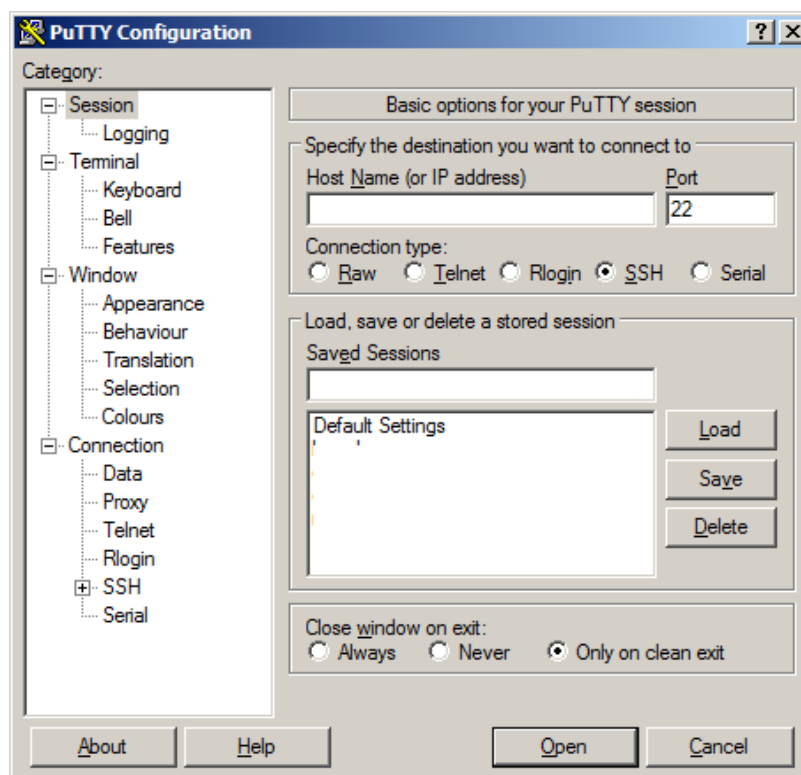 PuTTY Configuration
Category:
Session
Logging
Terminal
Keyboard
Bell
Features
Window
Appearance
Behaviour
Translation
Selection
Colours
Connection
Data
Proxy
Telnet
Rlogin
SSH
Serial
Basic options for your PuTTY session
Specify the destination you want to connect to
Host Name (or IP address) Port
22
Connection type:
Raw Telnet Rlogin SSH Serial
Load, save or delete a stored session
Saved Sessions
Default Settings
Load
Save
Delete
Close window on exit:
Always Never Only on clean exit
About Help Open Cancel